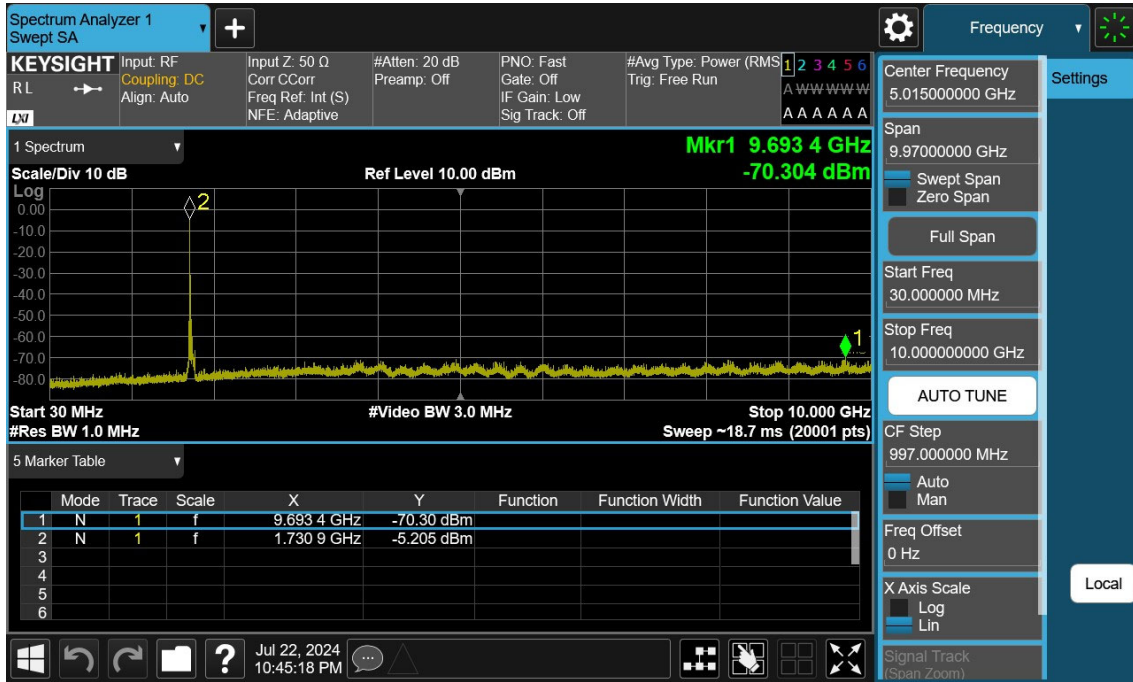 Spectrum Analyzer 1
Swept SA
Frequency
KEYSIGHT
R L
LXI
Input: RF
Coupling: DC
Align: Auto
Input Z: 50 Ω
Corr CCorr
Freq Ref: Int (S)
NFE: Adaptive
#Atten: 20 dB
Preamp: Off
PNO: Fast
Gate: Off
IF Gain: Low
Sig Track: Off
#Avg Type: Power (RMS
Trig: Free Run
1 2 3 4 5 6
A W W W W W
A A A A A A
1 Spectrum
Mkr1 9.693 4 GHz
-70.304 dBm
Scale/Div 10 dB
Ref Level 10.00 dBm
Log
0.00
-10.0
-20.0
-30.0
-40.0
-50.0
-60.0
-70.0
-80.0
2
1
Start 30 MHz
#Video BW 3.0 MHz
Stop 10.000 GHz
#Res BW 1.0 MHz
Sweep ~18.7 ms (20001 pts)
5 Marker Table
Mode Trace Scale X Y Function Function Width Function Value
1 N 1 f 9.693 4 GHz -70.30 dBm
2 N 1 f 1.730 9 GHz -5.205 dBm
3
4
5
6
Jul 22, 2024
10:45:18 PM
Center Frequency
5.015000000 GHz
Span
9.97000000 GHz
Swept Span
Zero Span
Full Span
Start Freq
30.000000 MHz
Stop Freq
10.000000000 GHz
AUTO TUNE
CF Step
997.000000 MHz
Auto
Man
Freq Offset
0 Hz
X Axis Scale
Log
Lin
Signal Track
(Span Zoom)
Settings
Local